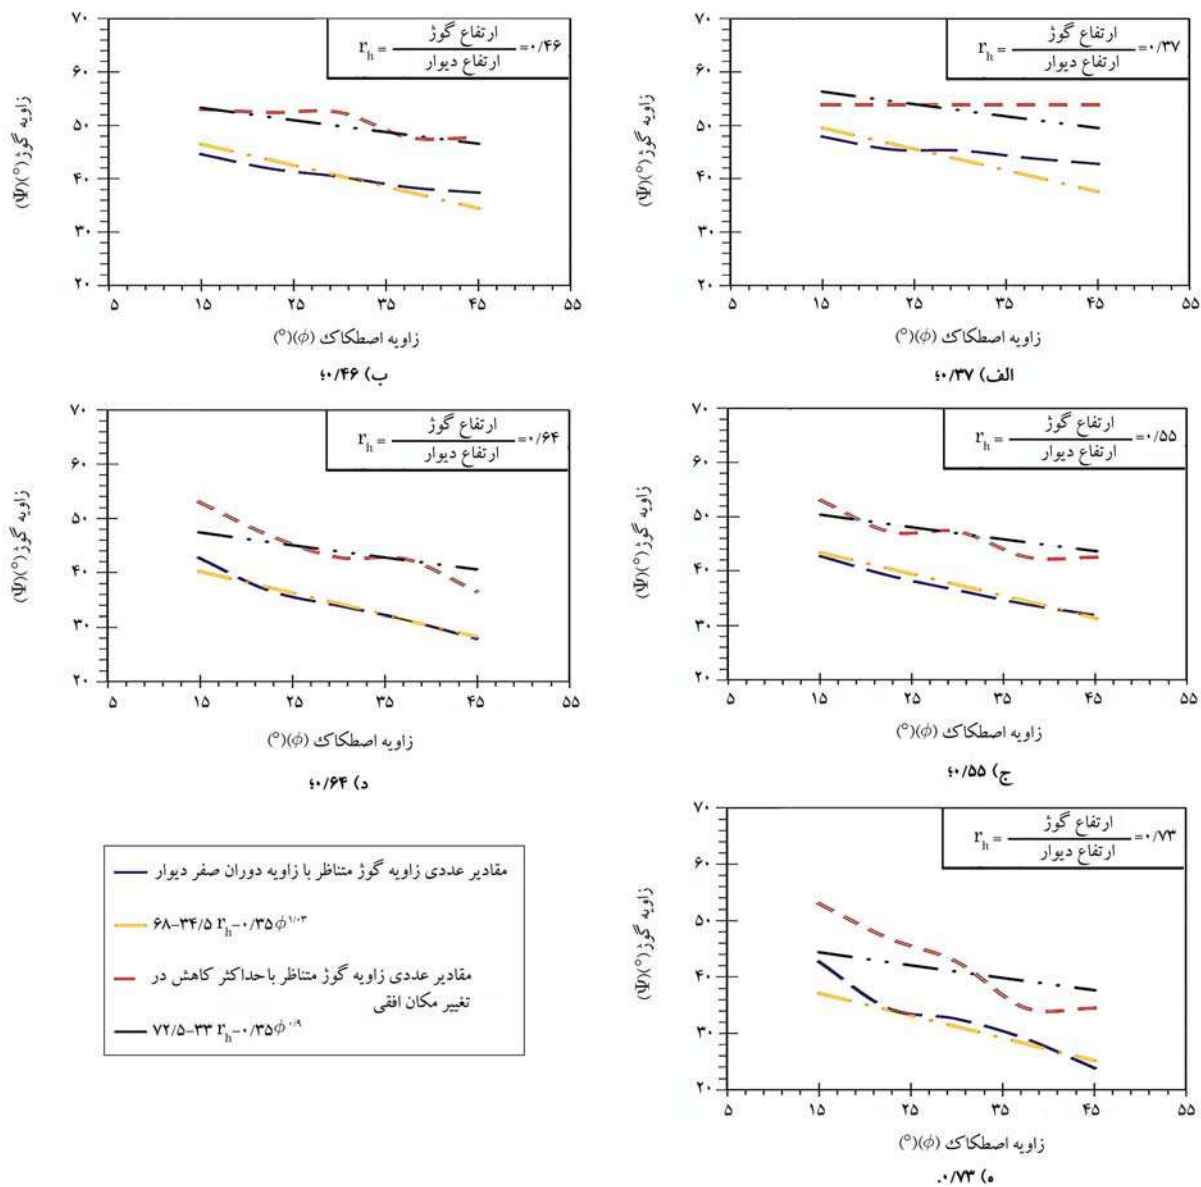 ارتفاع گوژ
r_h = ــــــــــ =۰/۳۷
ارتفاع دیوار
زاویه گوژ (°)(Ψ)
۷۰
۶۰
۵۰
۴۰
۳۰
۲۰
۵ ۱۵ ۲۵ ۳۵ ۴۵ ۵۵
زاویه اصطکاک (ϕ)(°)
الف) ۰/۳۷؛
ارتفاع گوژ
r_h = ــــــــــ =۰/۴۶
ارتفاع دیوار
زاویه گوژ (°)(Ψ)
۷۰
۶۰
۵۰
۴۰
۳۰
۲۰
۵ ۱۵ ۲۵ ۳۵ ۴۵ ۵۵
زاویه اصطکاک (ϕ)(°)
ب) ۰/۴۶؛
ارتفاع گوژ
r_h = ــــــــــ =۰/۵۵
ارتفاع دیوار
زاویه گوژ (°)(Ψ)
۷۰
۶۰
۵۰
۴۰
۳۰
۲۰
۵ ۱۵ ۲۵ ۳۵ ۴۵ ۵۵
زاویه اصطکاک (ϕ)(°)
ج) ۰/۵۵؛
ارتفاع گوژ
r_h = ــــــــــ =۰/۶۴
ارتفاع دیوار
زاویه گوژ (°)(Ψ)
۷۰
۶۰
۵۰
۴۰
۳۰
۲۰
۵ ۱۵ ۲۵ ۳۵ ۴۵ ۵۵
زاویه اصطکاک (ϕ)(°)
د) ۰/۶۴؛
ارتفاع گوژ
r_h = ــــــــــ =۰/۷۳
ارتفاع دیوار
زاویه گوژ (°)(Ψ)
۷۰
۶۰
۵۰
۴۰
۳۰
۲۰
۵ ۱۵ ۲۵ ۳۵ ۴۵ ۵۵
زاویه اصطکاک (ϕ)(°)
ه) ۰/۷۳.
مقادیر عددی زاویه گوژ متناظر با زاویه دوران صفر دیوار
۶۸-۳۴/۵ r_h-۰/۳۵ϕ^۱/۰۳
مقادیر عددی زاویه گوژ متناظر باحداکثر کاهش در
تغییر مکان افقی
۷۲/۵-۳۳ r_h-۰/۳۵ϕ^۰/۹